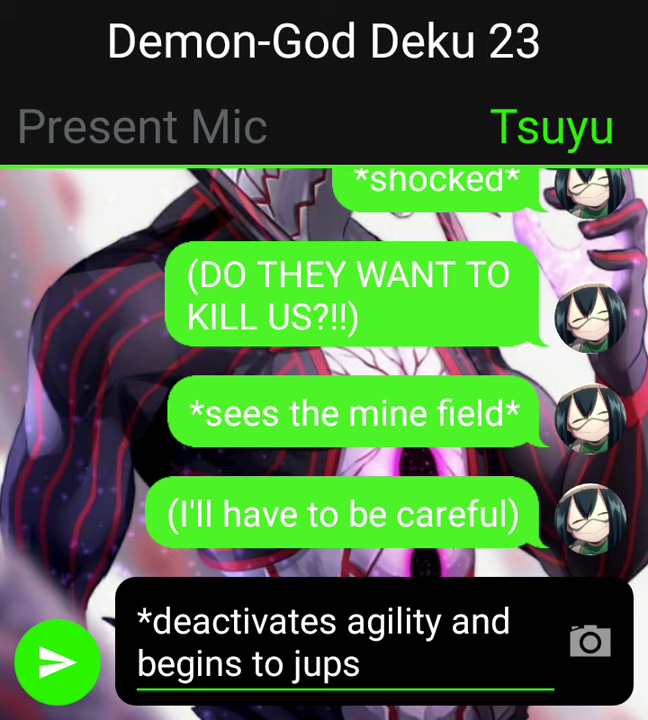 Demon-God Deku 23
Present Mic
Tsuyu
*shocked*
(DO THEY WANT TO
KILL US?!!)
*sees the mine field*
(I'll have to be careful)
*deactivates agility and
begins to jups